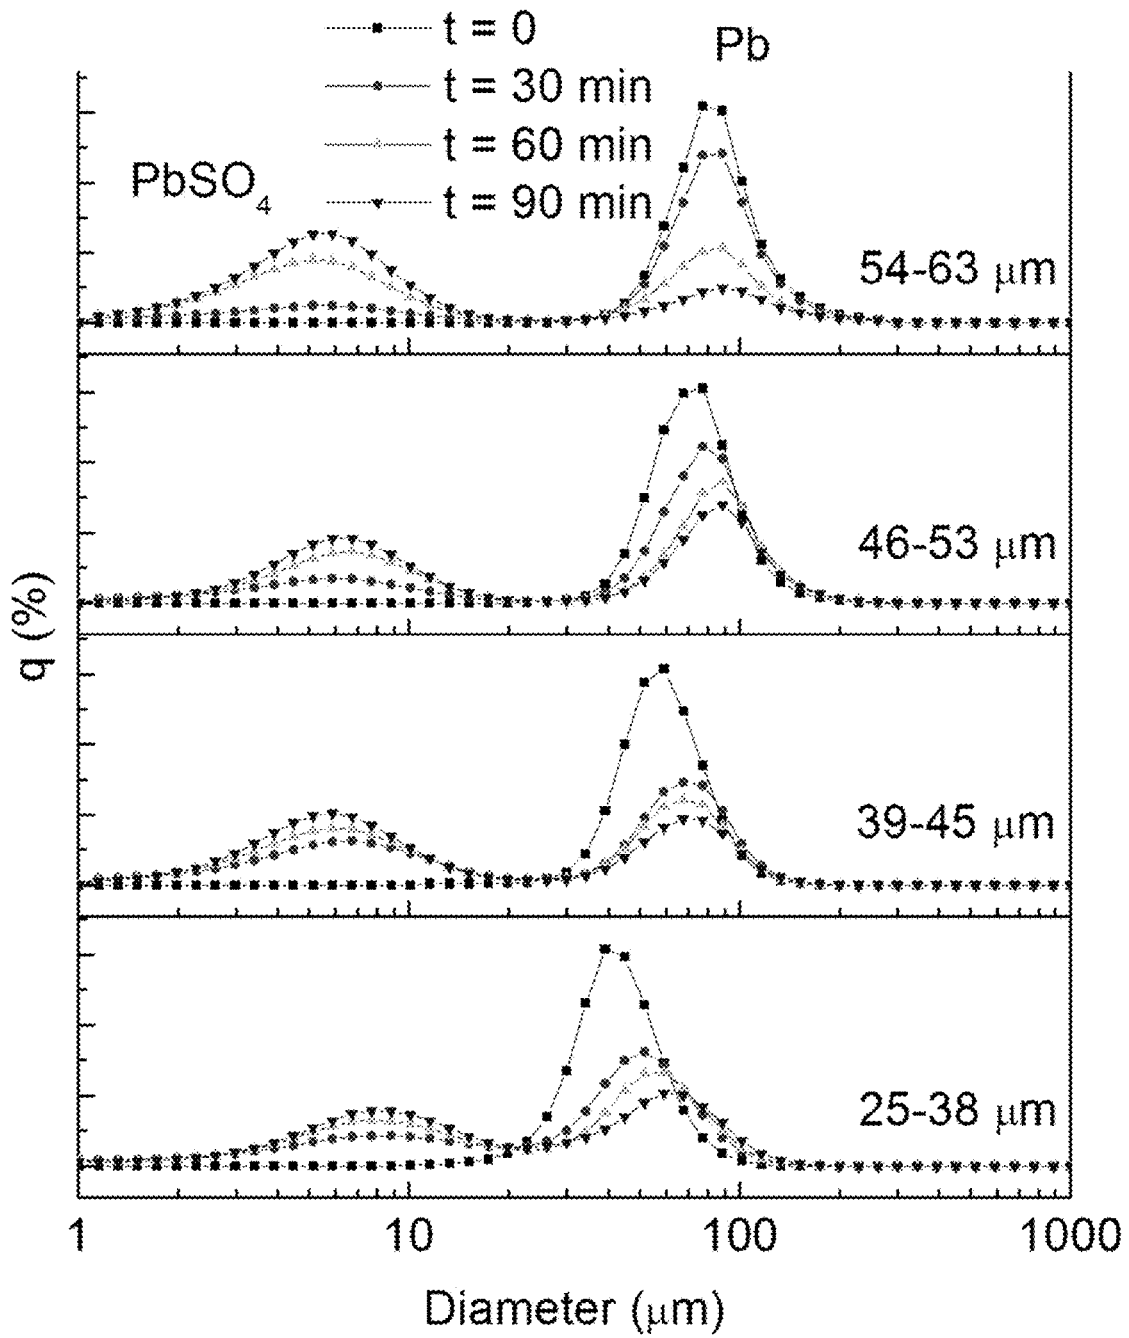 t = 0
Pb
t = 30 min
t = 60 min
PbSO₄
t = 90 min
54-63 μm
46-53 μm
q (%)
39-45 μm
25-38 μm
1 10 100 1000
Diameter (μm)